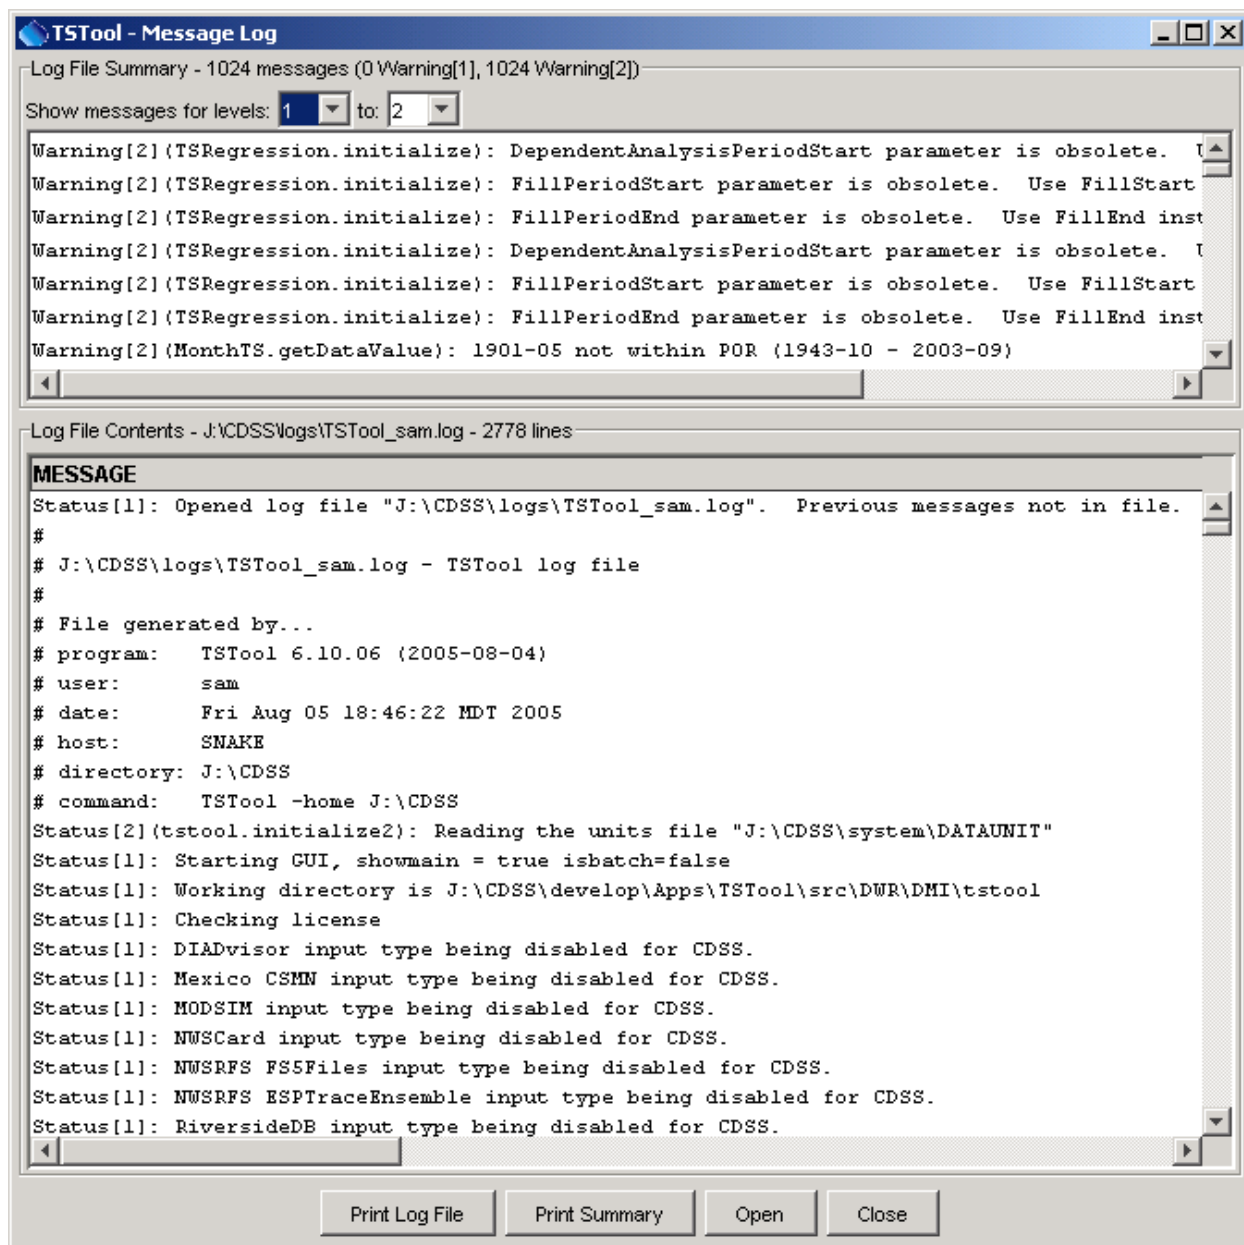 TSTool - Message Log
Log File Summary - 1024 messages (0 Warning[1], 1024 Warning[2])
Show messages for levels: 1 to: 2
Warning[2](TSRegression.initialize): DependentAnalysisPeriodStart parameter is obsolete.
Warning[2](TSRegression.initialize): FillPeriodStart parameter is obsolete.  Use FillStart
Warning[2](TSRegression.initialize): FillPeriodEnd parameter is obsolete.  Use FillEnd inst
Warning[2](TSRegression.initialize): DependentAnalysisPeriodStart parameter is obsolete.
Warning[2](TSRegression.initialize): FillPeriodStart parameter is obsolete.  Use FillStart
Warning[2](TSRegression.initialize): FillPeriodEnd parameter is obsolete.  Use FillEnd inst
Warning[2](MonthTS.getDataValue): 1901-05 not within POR (1943-10 - 2003-09)
Log File Contents - J:\CDSS\logs\TSTool_sam.log - 2778 lines
MESSAGE
Status[1]: Opened log file "J:\CDSS\logs\TSTool_sam.log".  Previous messages not in file.
#
# J:\CDSS\logs\TSTool_sam.log - TSTool log file
#
# File generated by...
# program:   TSTool 6.10.06 (2005-08-04)
# user:      sam
# date:      Fri Aug 05 18:46:22 MDT 2005
# host:      SNAKE
# directory: J:\CDSS
# command:   TSTool -home J:\CDSS
Status[2](tstool.initialize2): Reading the units file "J:\CDSS\system\DATAUNIT"
Status[1]: Starting GUI, showmain = true isbatch=false
Status[1]: Working directory is J:\CDSS\develop\Apps\TSTool\src\DWR\DMI\tstool
Status[1]: Checking license
Status[1]: DIADvisor input type being disabled for CDSS.
Status[1]: Mexico CSMN input type being disabled for CDSS.
Status[1]: MODSIM input type being disabled for CDSS.
Status[1]: NWSCard input type being disabled for CDSS.
Status[1]: NWSRFS FS5Files input type being disabled for CDSS.
Status[1]: NWSRFS ESPTraceEnsemble input type being disabled for CDSS.
Status[1]: RiversideDB input type being disabled for CDSS.
Print Log File Print Summary Open Close